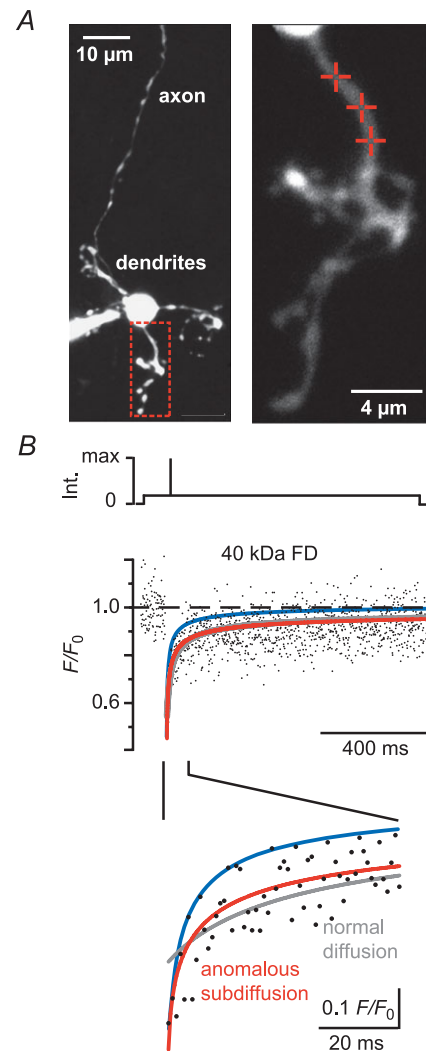 A
10 µm
axon
dendrites
4 µm
B
Int.
max
0
40 kDa FD
F/F0
1.0
0.6
400 ms
normal
diffusion
anomalous
subdiffusion
0.1 F/F0
20 ms